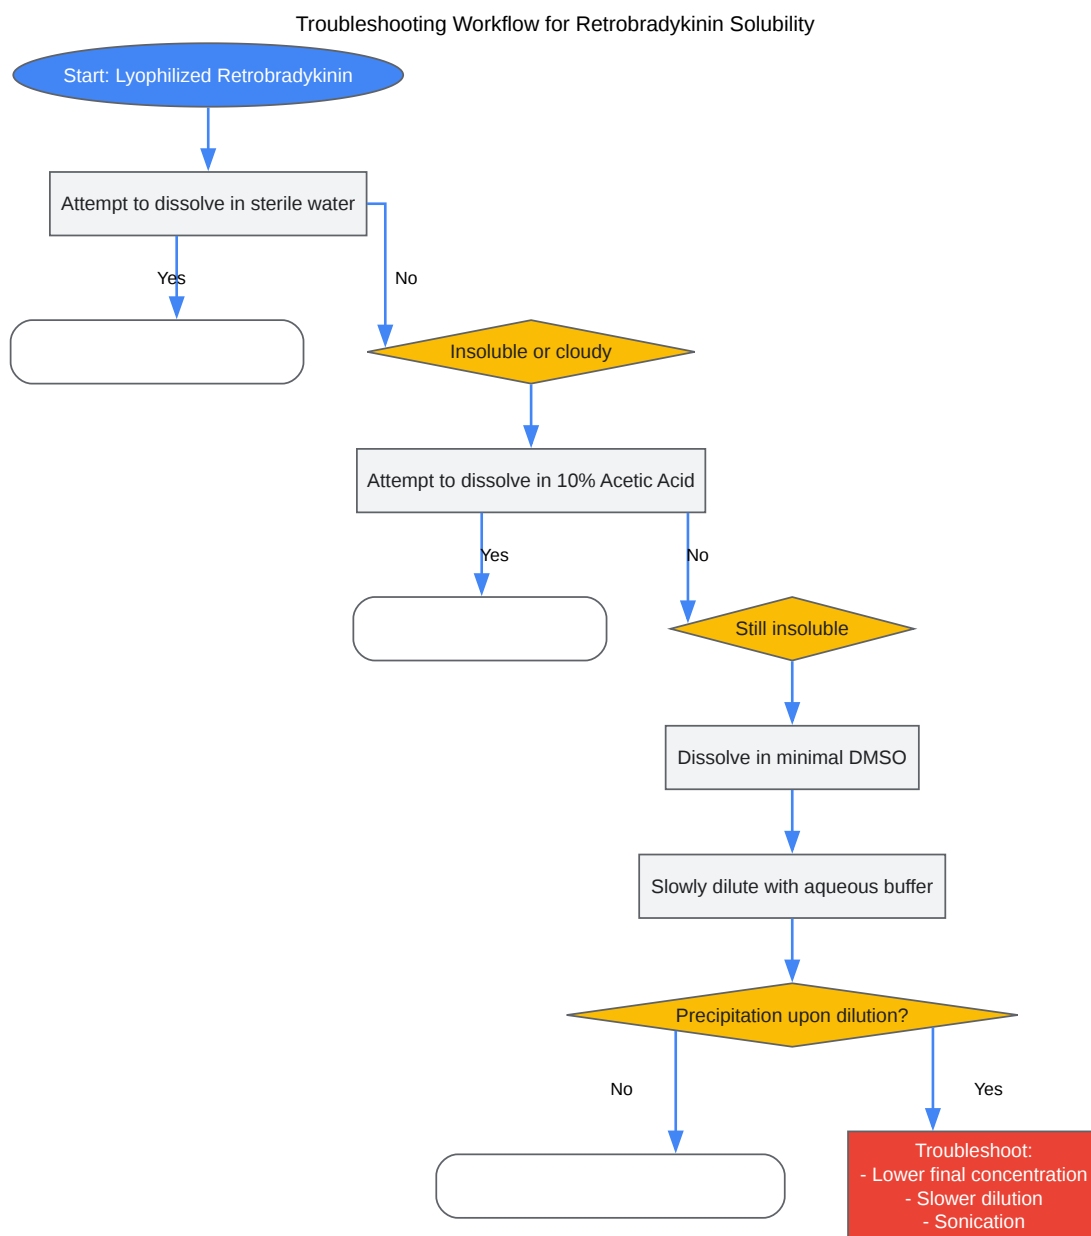 Troubleshooting Workflow for Retrobradykinin Solubility
Start: Lyophilized Retrobradykinin
Attempt to dissolve in sterile water
Yes
No
Insoluble or cloudy
Attempt to dissolve in 10% Acetic Acid
Yes
No
Still insoluble
Dissolve in minimal DMSO
Slowly dilute with aqueous buffer
Precipitation upon dilution?
No
Yes
Troubleshoot:
- Lower final concentration
- Slower dilution
- Sonication